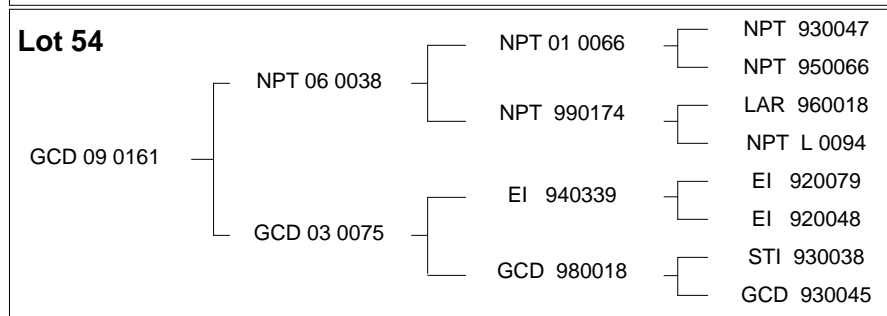 Lot 54
GCD 09 0161
NPT 06 0038
GCD 03 0075
NPT 01 0066
NPT 990174
EI 940339
GCD 980018
NPT 930047
NPT 950066
LAR 960018
NPT L 0094
EI 920079
EI 920048
STI 930038
GCD 930045